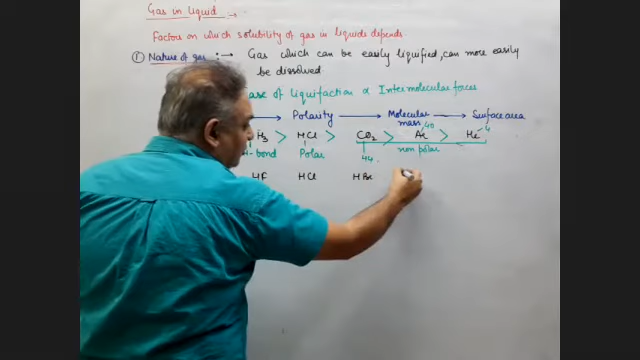 Gas in liquid :→
Factors on which solubility of gas in liquids depends
① Nature of gas :→ Gas which can be easily liquified, can more easily
be dissolved
ase of liquifaction ∝ Intermolecular forces
→ Polarity → Molecular mass → Surface area
H₃ > HCl > CO₂ > Ar > He
-bond Polar 44 non polar 40 4
HF HCl HBr